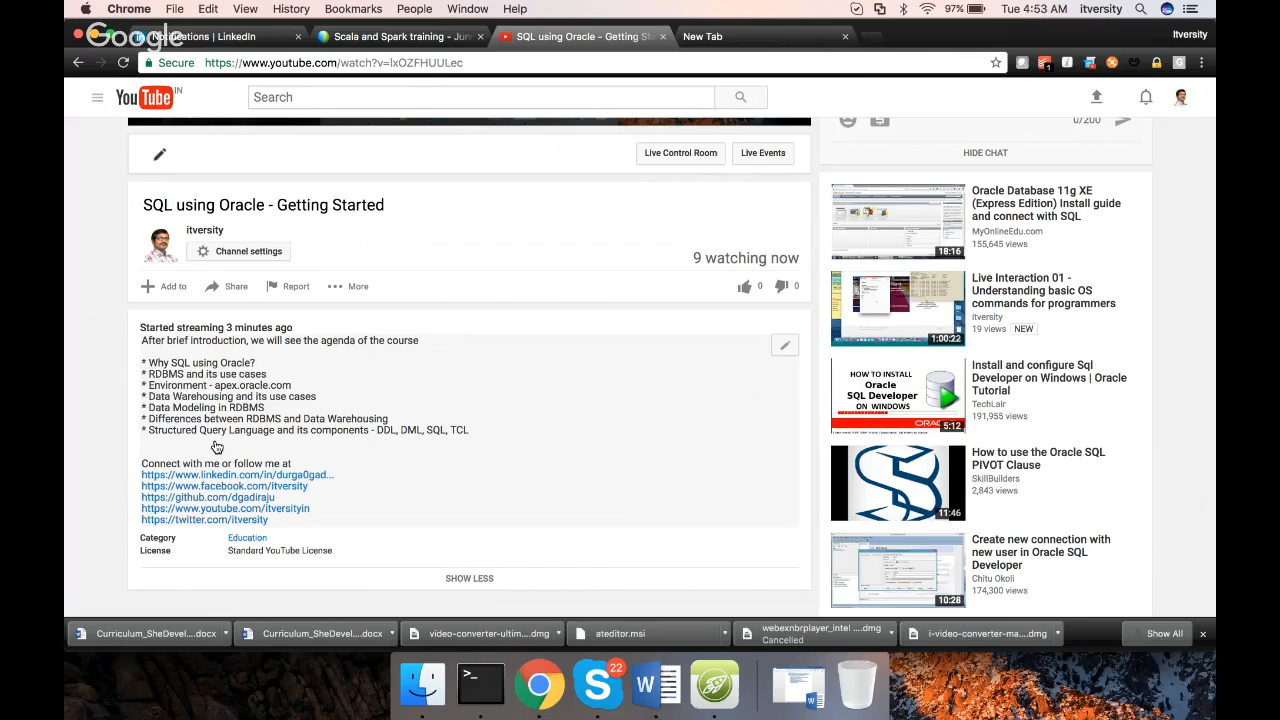 Chrome File Edit View History Bookmarks People Window Help 97% Tue 4:53 AM itversity
Google
Notifications | LinkedIn
Scala and Spark training - Jun
SQL using Oracle - Getting St
New Tab
Itversity
Secure https://www.youtube.com/watch?v=lxOZFHUULec
YouTube IN
Search
0/200
HIDE CHAT
Live Control Room
Live Events
SQL using Oracle - Getting Started
itversity
Channel settings
9 watching now
Add to
Share
Report
More
0
0
Started streaming 3 minutes ago
After brief introduction, we will see the agenda of the course
* Why SQL using Oracle?
* RDBMS and its use cases
* Environment - apex.oracle.com
* Data Warehousing and its use cases
* Data Modeling in RDBMS
* Differences between RDBMS and Data Warehousing
* Structured Query Language and its components - DDL, DML, SQL, TCL
Connect with me or follow me at
https://www.linkedin.com/in/durga0gad...
https://www.facebook.com/itversity
https://github.com/dgadiraju
https://www.youtube.com/itversityin
https://twitter.com/itversity
Category Education
License Standard YouTube License
SHOW LESS
18:16
Oracle Database 11g XE
(Express Edition) Install guide
and connect with SQL
MyOnlineEdu.com
155,645 views
1:00:22
Live Interaction 01 -
Understanding basic OS
commands for programmers
itversity
19 views NEW
HOW TO INSTALL
Oracle
SQL DEVELOPER
ON WINDOWS
ORACLE
5:12
Install and configure Sql
Developer on Windows | Oracle
Tutorial
TechLair
191,955 views
11:46
How to use the Oracle SQL
PIVOT Clause
SkillBuilders
2,843 views
10:28
Create new connection with
new user in Oracle SQL
Developer
Chitu Okoli
174,300 views
Curriculum_SheDevel....docx
Curriculum_SheDevel....docx
video-converter-ultim....dmg
ateditor.msi
webexnbrplayer_intel ....dmg
Cancelled
i-video-converter-ma....dmg
Show All
22